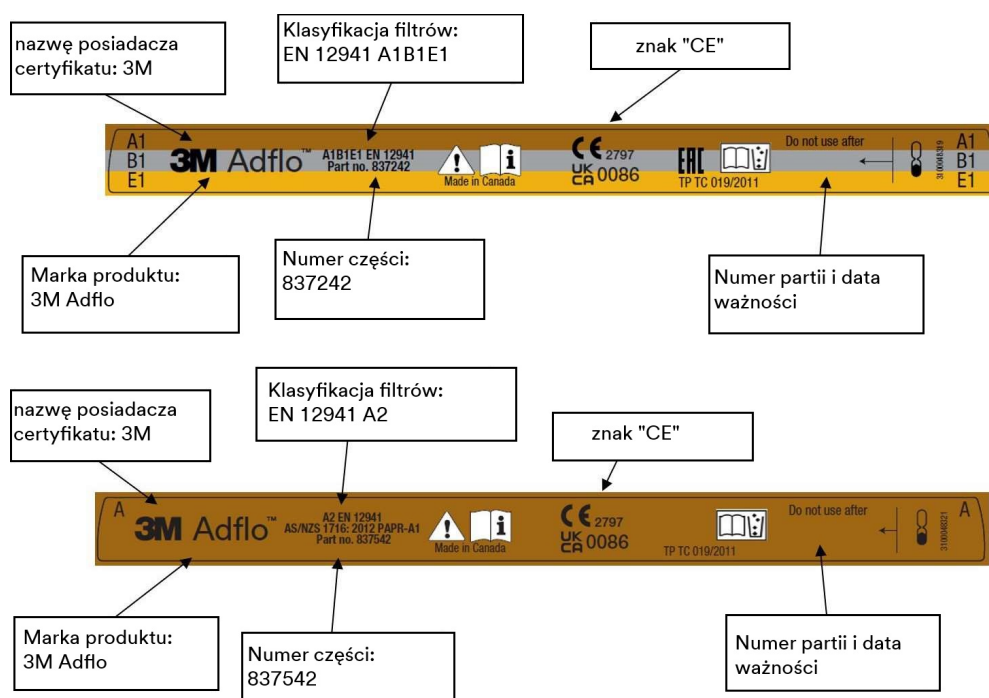 nazwę posiadacza
certyfikatu: 3M
Klasyfikacja filtrów:
EN 12941 A1B1E1
znak "CE"
A1
B1
E1
3M Adflo™
A1B1E1 EN 12941
Part no. 837242
Made in Canada
CE 2797
UKCA 0086
EAC
TP TC 019/2011
Do not use after
3100048319
A1
B1
E1
Marka produktu:
3M Adflo
Numer części:
837242
Numer partii i data
ważności
nazwę posiadacza
certyfikatu: 3M
Klasyfikacja filtrów:
EN 12941 A2
znak "CE"
A
3M Adflo™
A2 EN 12941
AS/NZS 1716: 2012 PAPR-A1
Part no. 837542
Made in Canada
CE 2797
UKCA 0086
TP TC 019/2011
Do not use after
3100048321
A
Marka produktu:
3M Adflo
Numer części:
837542
Numer partii i data
ważności